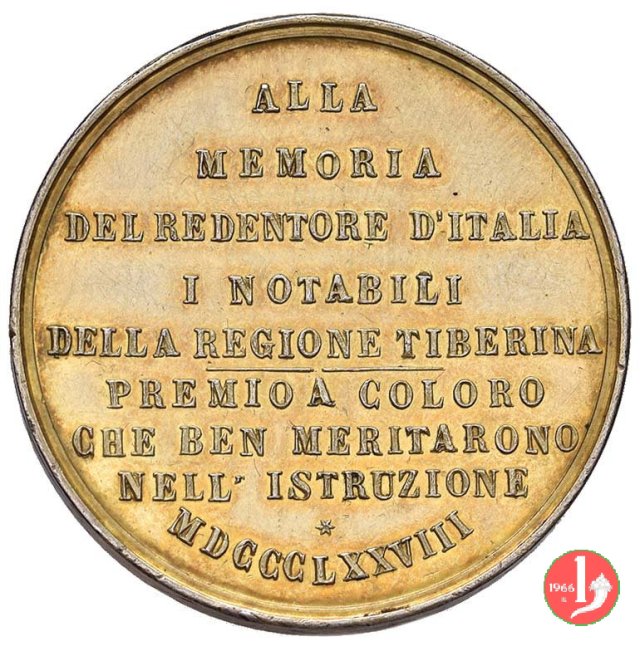 ALLA
MEMORIA
DEL REDENTORE D'ITALIA
I NOTABILI
DELLA REGIONE TIBERINA
PREMIO A COLORO
CHE BEN MERITARONO
NELL' ISTRUZIONE
*
MDCCCLXXVIII
1966